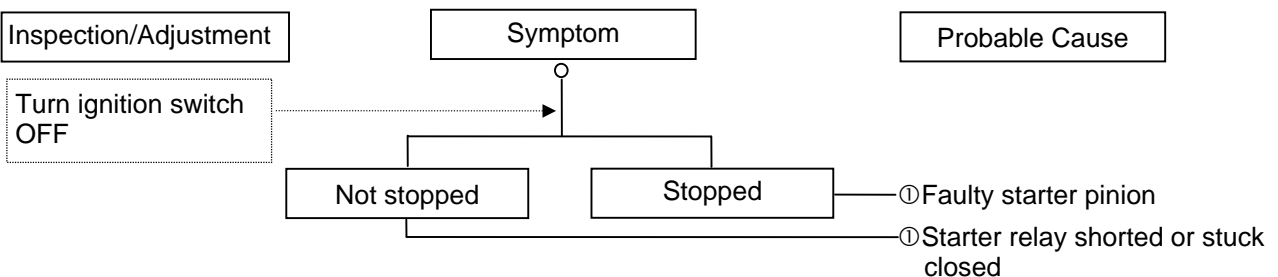 Inspection/Adjustment
Symptom
Probable Cause
Turn ignition switch
OFF
Not stopped
Stopped
①Faulty starter pinion
①Starter relay shorted or stuck
closed